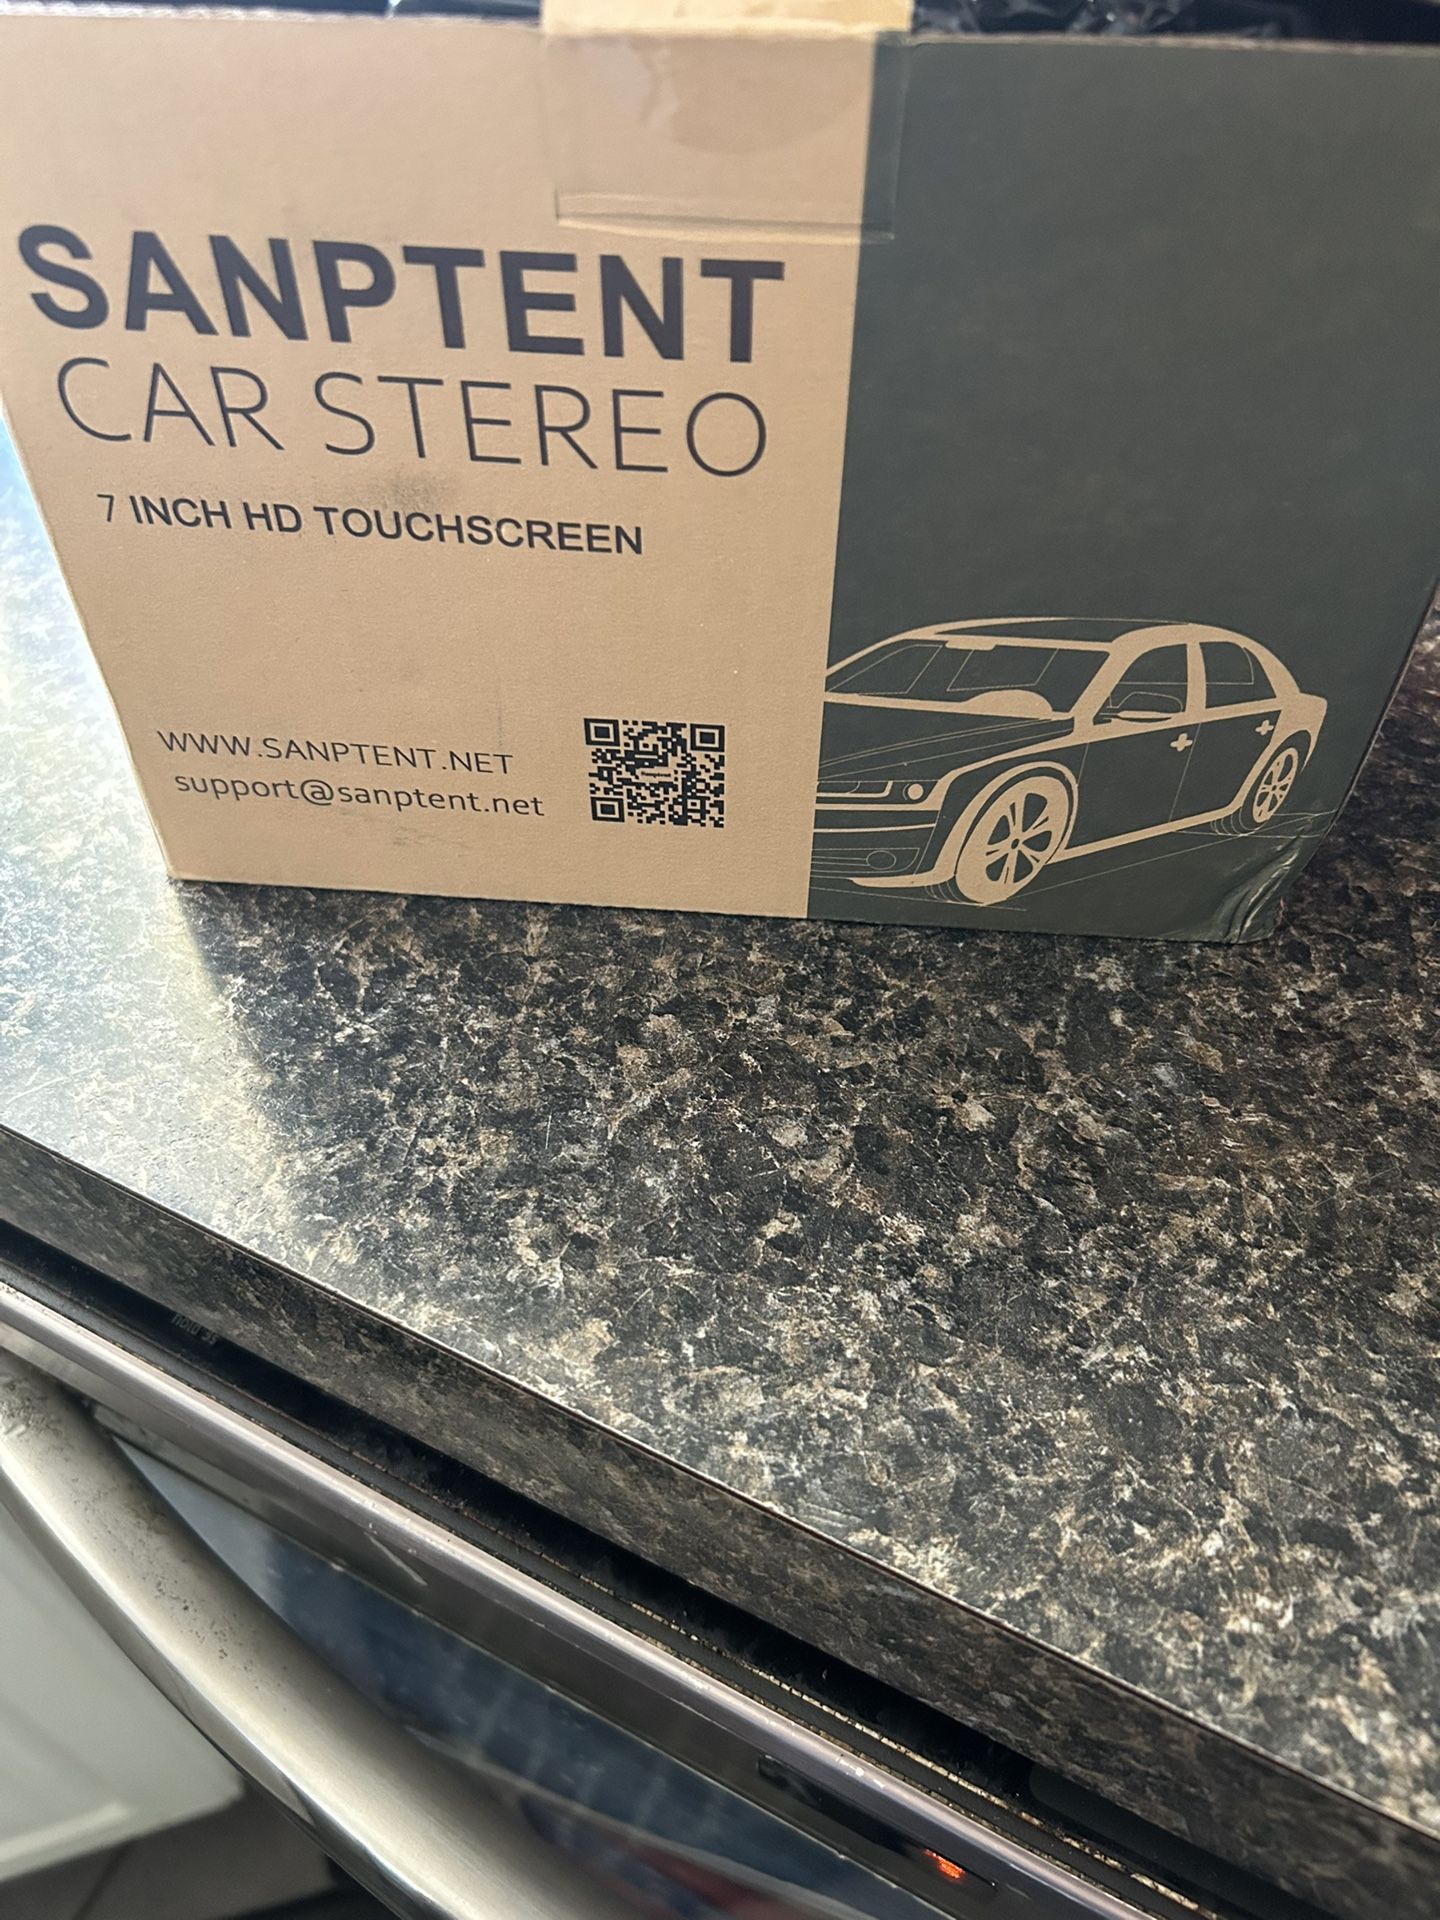 SANPTENT
CAR STEREO
7 INCH HD TOUCHSCREEN
WWW.SANPTENT.NET
support@sanptent.net